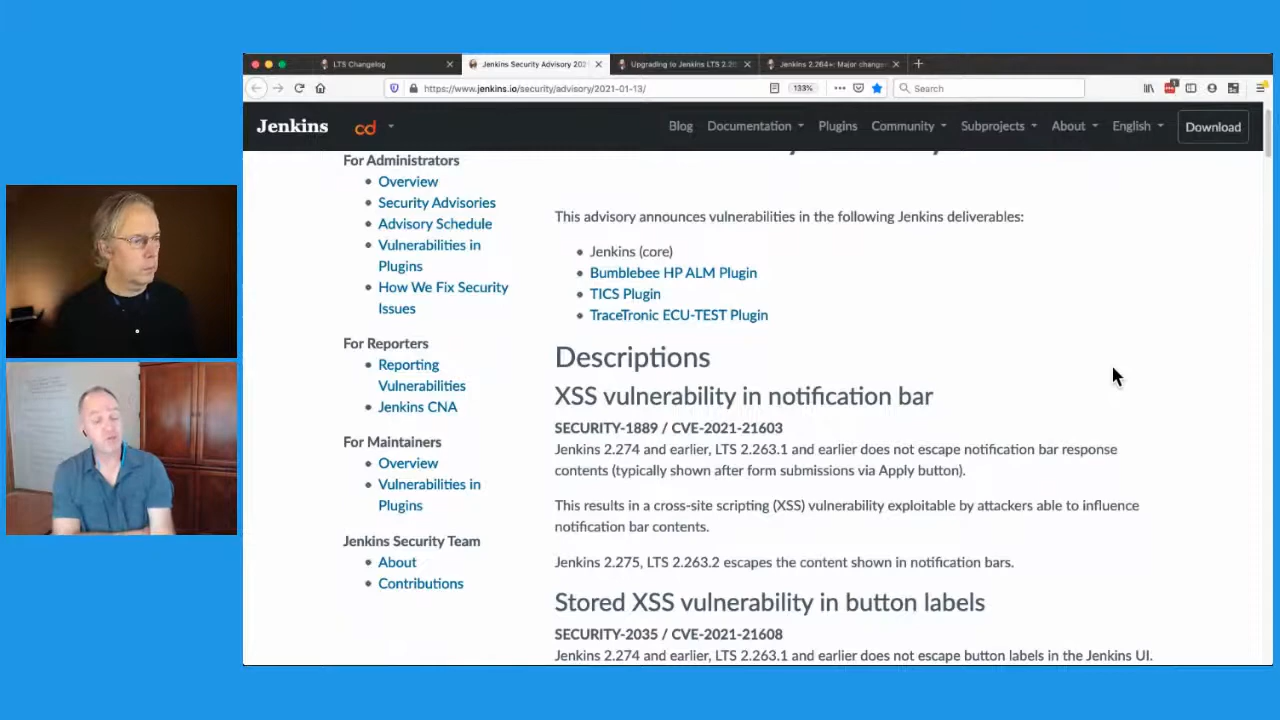 LTS Changelog
Jenkins Security Advisory 202
Upgrading to Jenkins LTS 2.26
Jenkins 2.264+: Major change
https://www.jenkins.io/security/advisory/2021-01-13/
133%
Search
Jenkins
cd
Blog
Documentation
Plugins
Community
Subprojects
About
English
Download
For Administrators
Overview
Security Advisories
Advisory Schedule
Vulnerabilities in
Plugins
How We Fix Security
Issues
For Reporters
Reporting
Vulnerabilities
Jenkins CNA
For Maintainers
Overview
Vulnerabilities in
Plugins
Jenkins Security Team
About
Contributions
This advisory announces vulnerabilities in the following Jenkins deliverables:
Jenkins (core)
Bumblebee HP ALM Plugin
TICS Plugin
TraceTronic ECU-TEST Plugin
Descriptions
XSS vulnerability in notification bar
SECURITY-1889 / CVE-2021-21603
Jenkins 2.274 and earlier, LTS 2.263.1 and earlier does not escape notification bar response
contents (typically shown after form submissions via Apply button).
This results in a cross-site scripting (XSS) vulnerability exploitable by attackers able to influence
notification bar contents.
Jenkins 2.275, LTS 2.263.2 escapes the content shown in notification bars.
Stored XSS vulnerability in button labels
SECURITY-2035 / CVE-2021-21608
Jenkins 2.274 and earlier, LTS 2.263.1 and earlier does not escape button labels in the Jenkins UI.